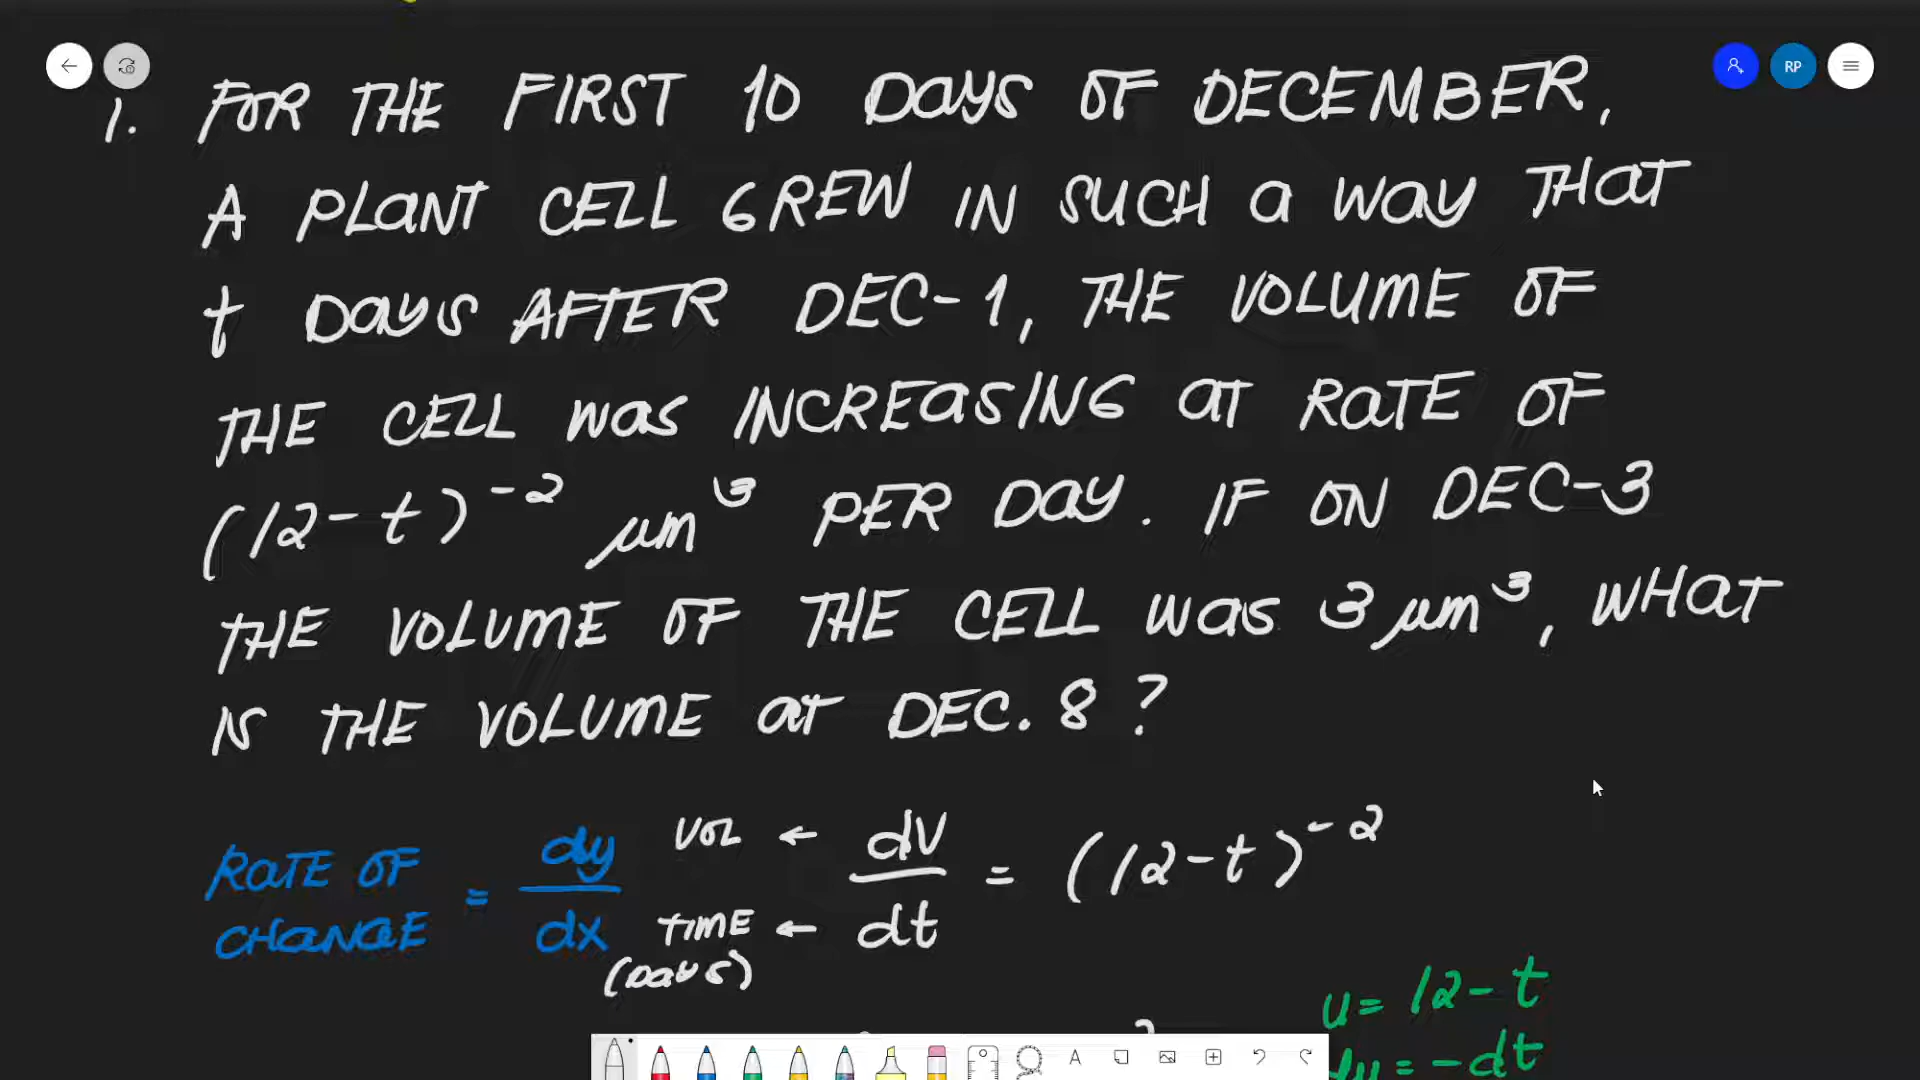 RP
1. FOR THE FIRST 10 DAYS OF DECEMBER,
A PLANT CELL GREW IN SUCH A WAY THAT
t DAYS AFTER DEC-1, THE VOLUME OF
THE CELL WAS INCREASING AT RATE OF
(12-t)^-2 μm^3 PER DAY. IF ON DEC-3
THE VOLUME OF THE CELL WAS 3 μm^3, WHAT
IS THE VOLUME AT DEC. 8?
RATE OF CHANGE = dy/dx
VOL ← dV/dt = (12-t)^-2
TIME ←
(DAYS)
u = 12-t
du = -dt
A